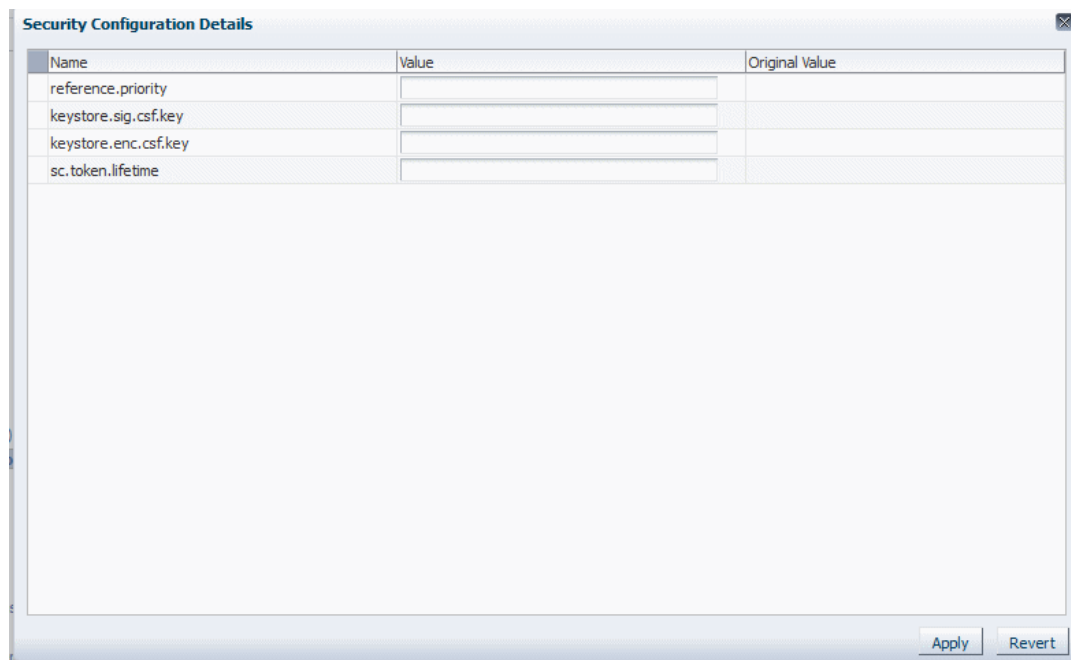 Security Configuration Details
Name Value Original Value
reference.priority
keystore.sig.csf.key
keystore.enc.csf.key
sc.token.lifetime
Apply Revert